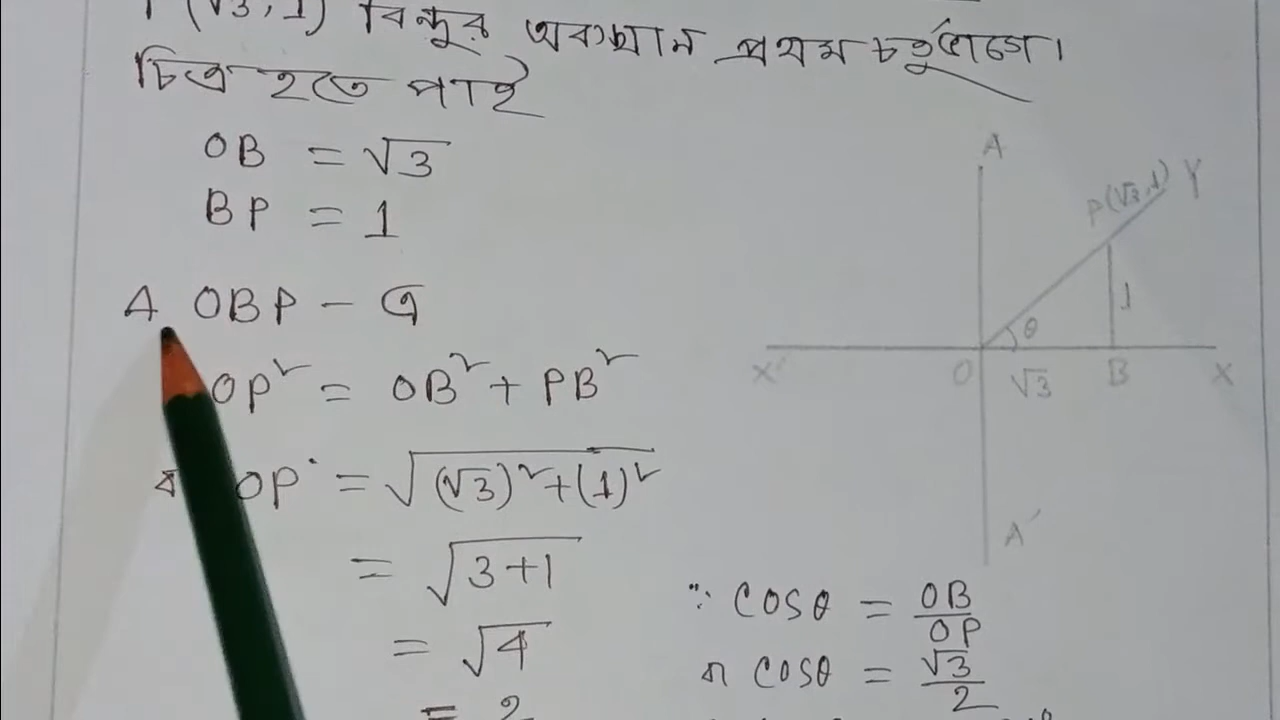 P(√3, 1) বিন্দুর অবস্থান প্রথম চতুর্ভাগে।
চিত্র হতে পাই
OB = √3
BP = 1
Δ OBP - এ
OP² = OB² + PB²
বা OP = √(√3)² + (1)²
= √3+1
= √4
= 2
A
P(√3, 1) Y
1
θ
X' O √3 B X
A'
∵ cosθ = OB/OP
বা cosθ = √3/2